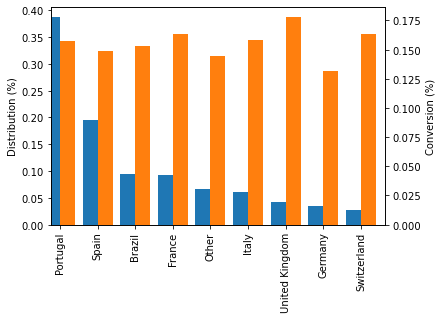 0.40
0.35
0.30
0.25
0.20
0.15
0.10
0.05
0.00
Distribution (%)
0.175
0.150
0.125
0.100
0.075
0.050
0.025
0.000
Conversion (%)
Portugal
Spain
Brazil
France
Other
Italy
United Kingdom
Germany
Switzerland